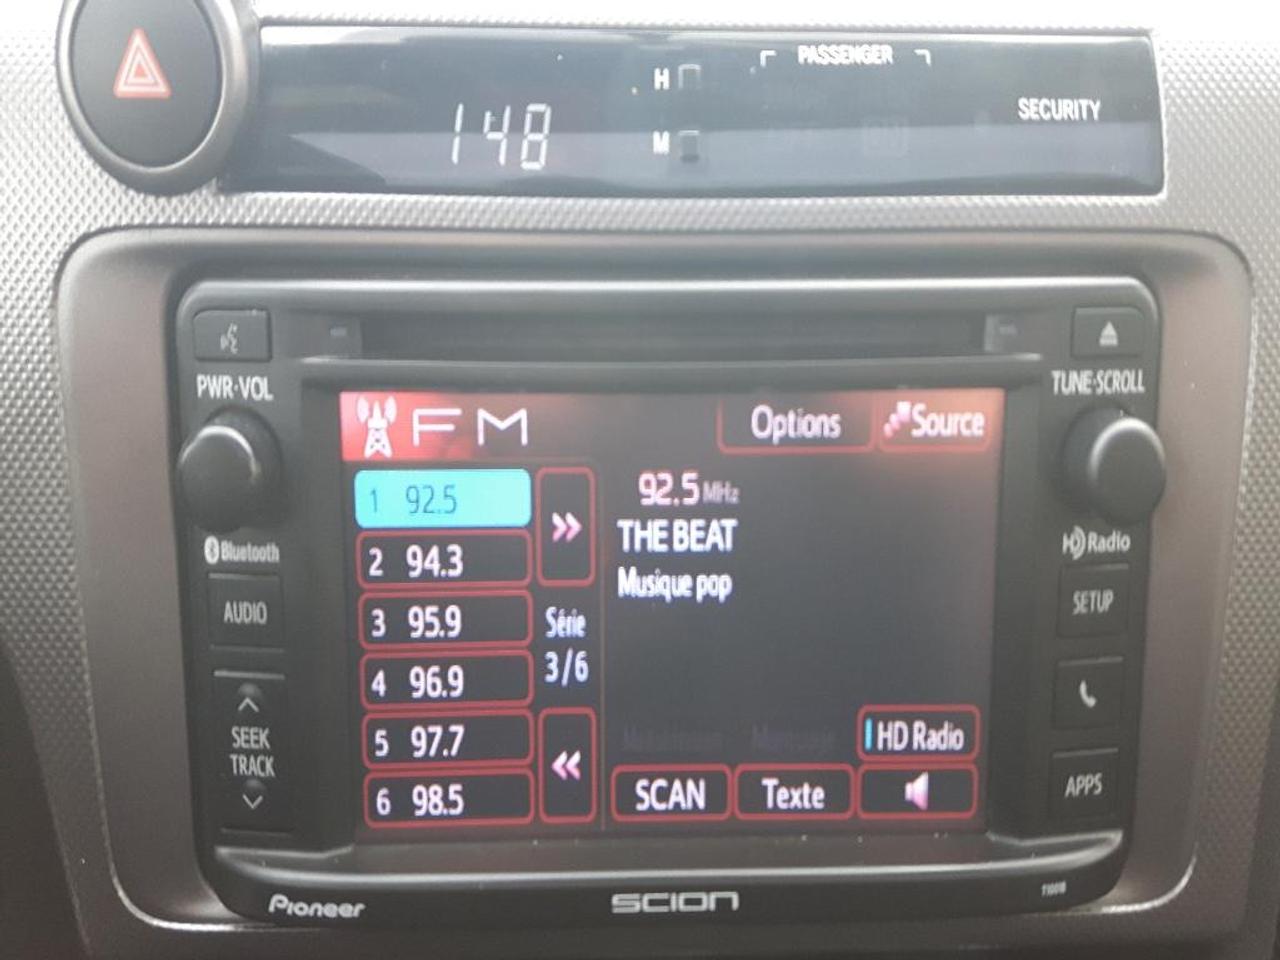 PASSENGER
H
148
M
SECURITY
PWR·VOL
TUNE·SCROLL
FM
Options
Source
1 92.5
2 94.3
3 95.9
4 96.9
5 97.7
6 98.5
Série
3/6
92.5 MHz
THE BEAT
Musique pop
HD Radio
SCAN
Texte
Bluetooth
AUDIO
SEEK
TRACK
HD Radio
SETUP
APPS
Pioneer
SCION